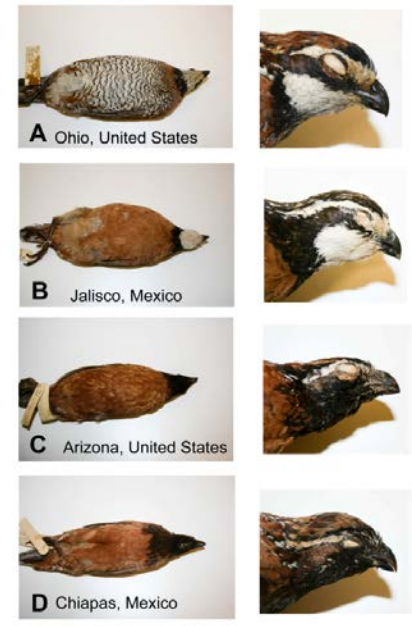 A Ohio, United States
B Jalisco, Mexico
C Arizona, United States
D Chiapas, Mexico